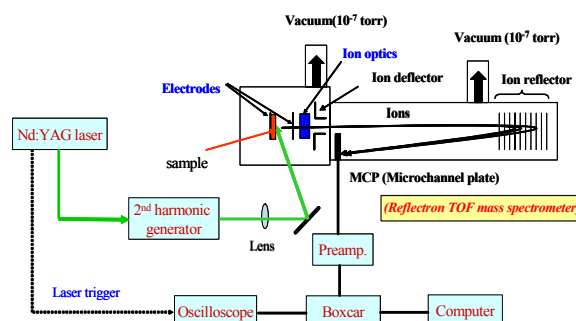 Vacuum (10-7 torr)
Vacuum (10-7 torr)
Ion optics
Electrodes
Ion deflector
Ion reflector
Ions
Nd:YAG laser
sample
MCP (Microchannel plate)
2nd harmonic
generator
Lens
(Reflectron TOF mass spectrometer)
Preamp.
Laser trigger
Oscilloscope
Boxcar
Computer